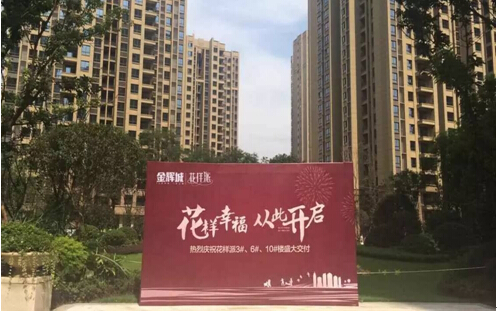 金辉城 花样派
花样幸福 从此开启
热烈庆祝花样派3#、6#、10#楼盛大交付